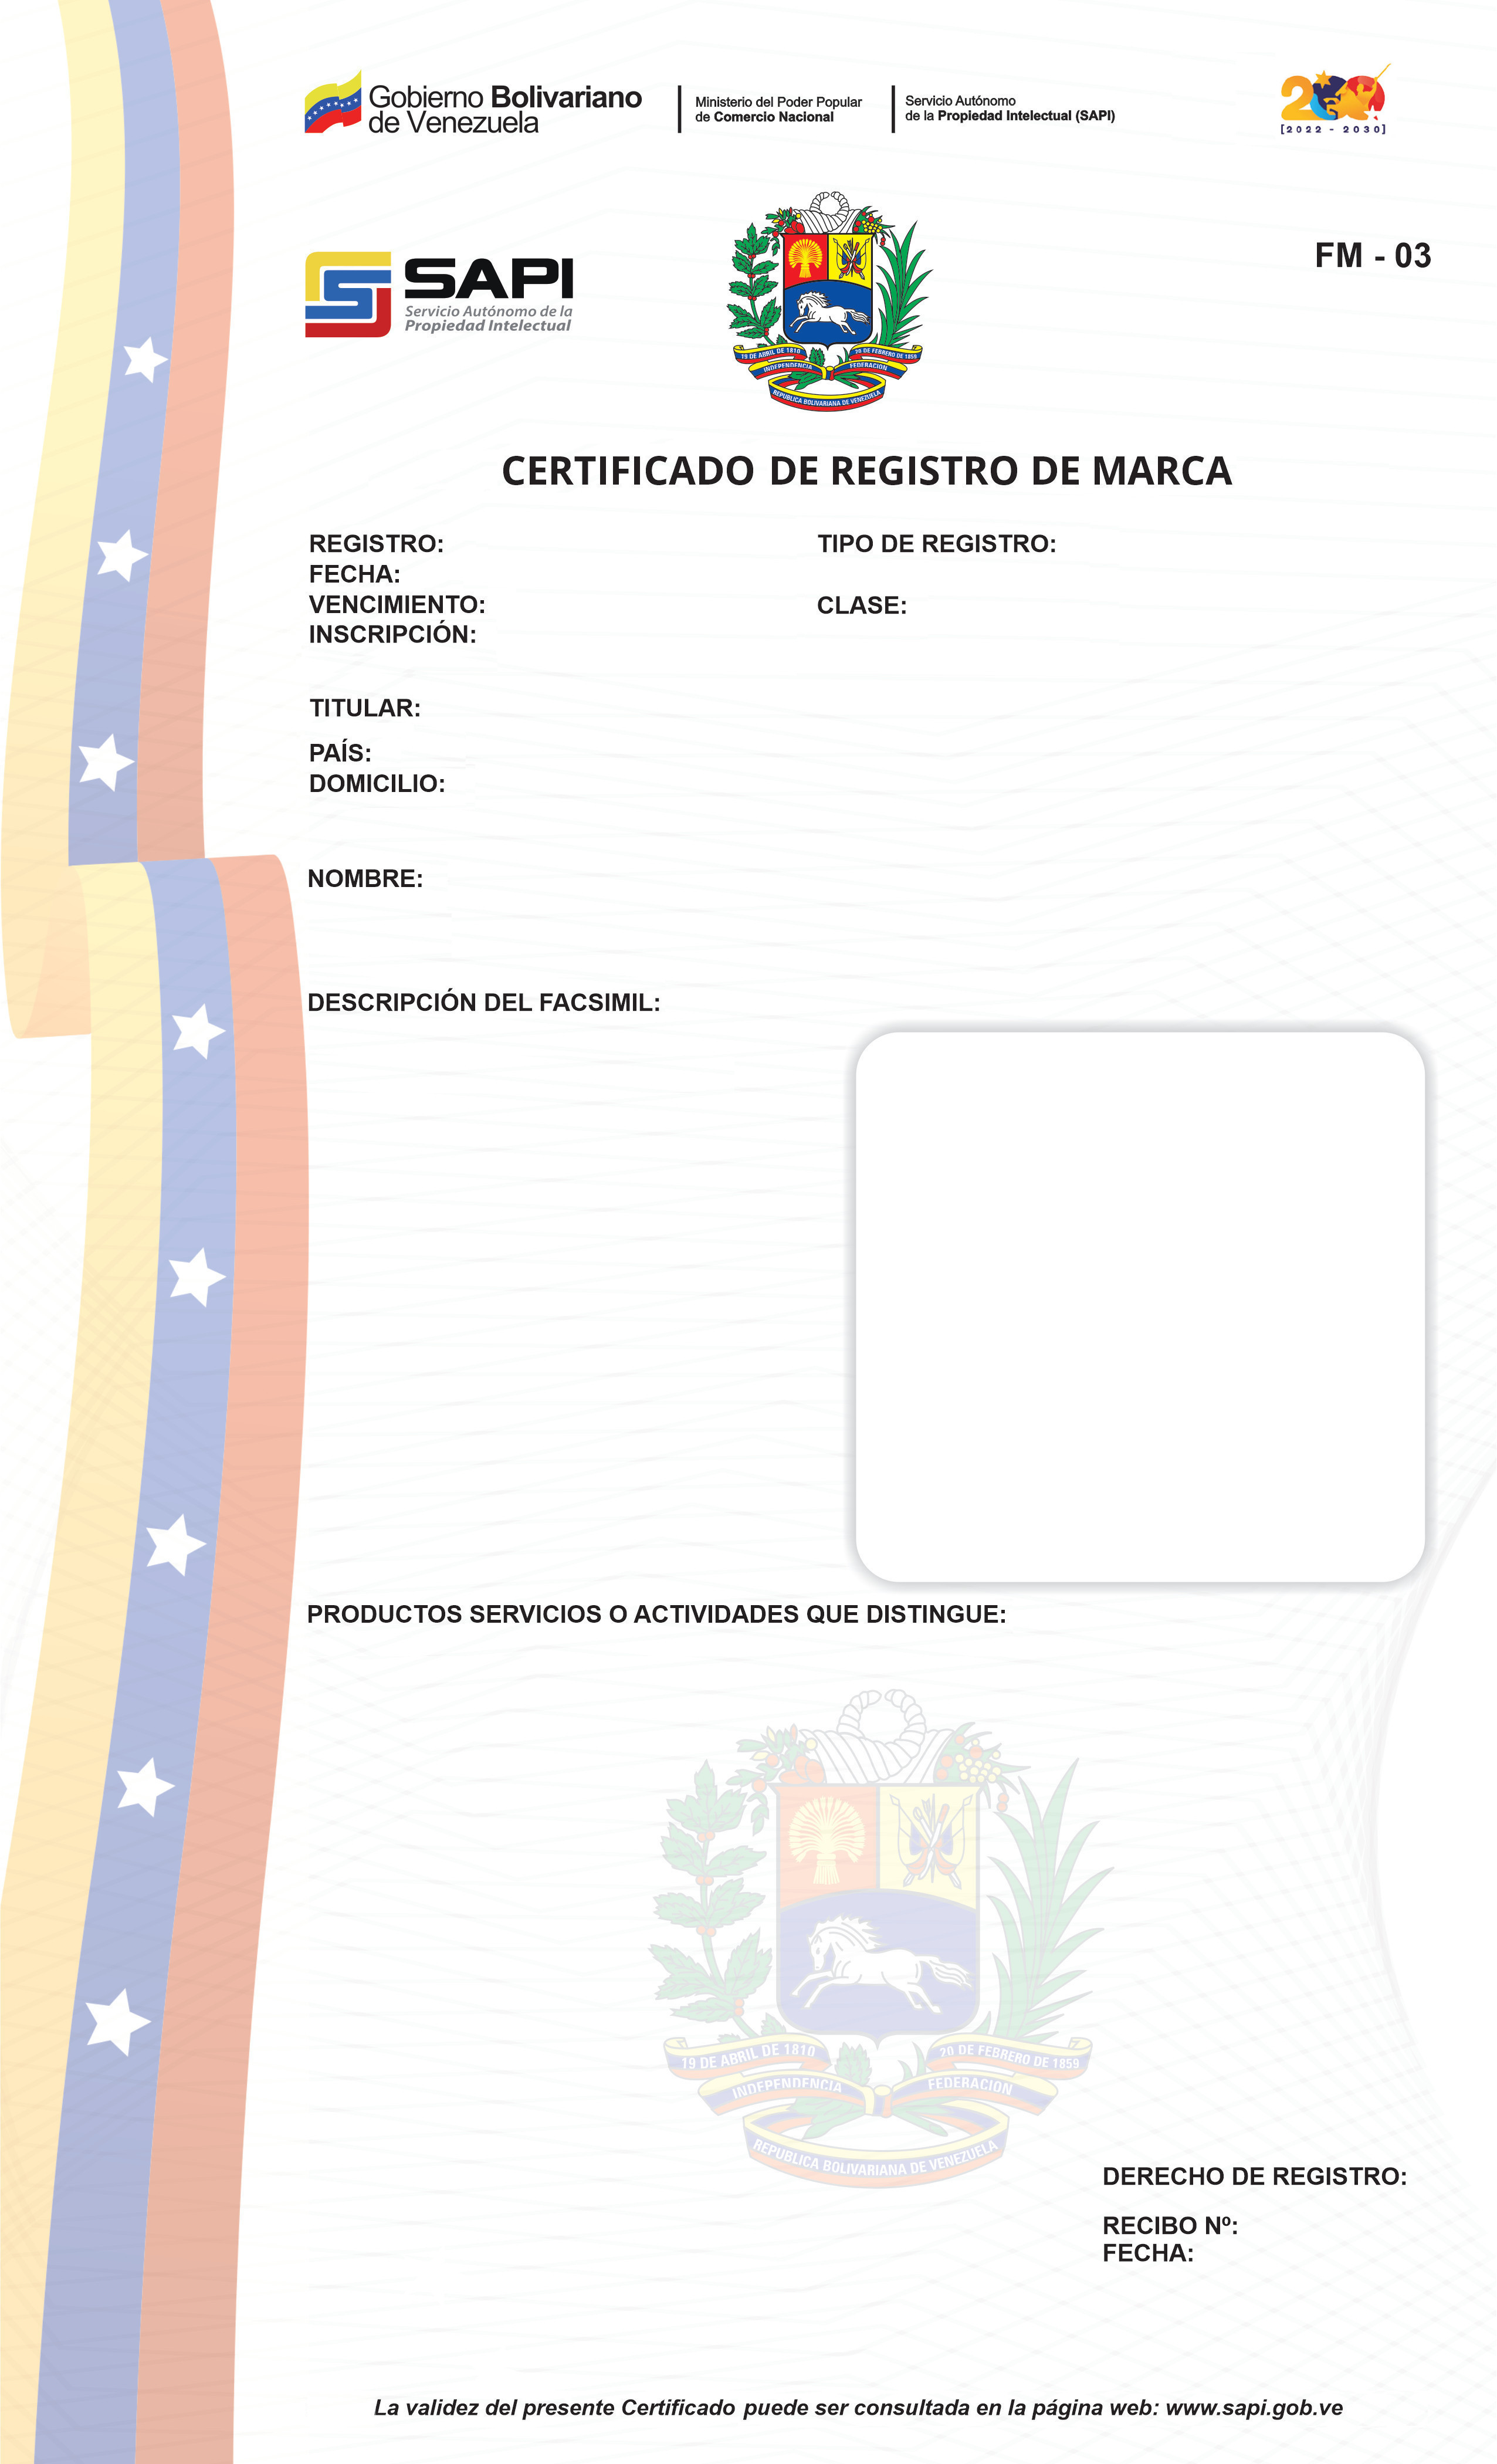 Gobierno Bolivariano
de Venezuela
Ministerio del Poder Popular
de Comercio Nacional
Servicio Autónomo
de la Propiedad Intelectual (SAPI)
200
[2022 - 2030]
SAPI
Servicio Autónomo de la
Propiedad Intelectual
19 DE ABRIL DE 1810
20 DE FEBRERO DE 1859
INDEPENDENCIA
FEDERACIÓN
REPUBLICA BOLIVARIANA DE VENEZUELA
FM - 03
CERTIFICADO DE REGISTRO DE MARCA
REGISTRO:
TIPO DE REGISTRO:
FECHA:
VENCIMIENTO:
CLASE:
INSCRIPCIÓN:
TITULAR:
PAÍS:
DOMICILIO:
NOMBRE:
DESCRIPCIÓN DEL FACSIMIL:
PRODUCTOS SERVICIOS O ACTIVIDADES QUE DISTINGUE:
19 DE ABRIL DE 1810
20 DE FEBRERO DE 1859
INDEPENDENCIA
FEDERACIÓN
REPUBLICA BOLIVARIANA DE VENEZUELA
DERECHO DE REGISTRO:
RECIBO Nº:
FECHA:
La validez del presente Certificado puede ser consultada en la página web: www.sapi.gob.ve